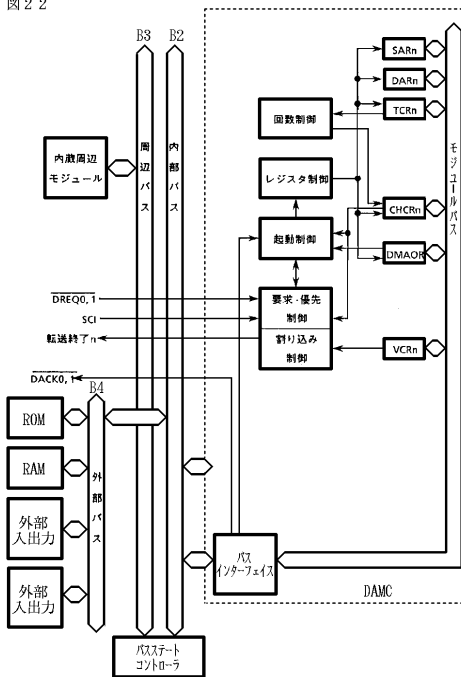 図22
B3
B2
SARn
DARn
TCRn
回数制御
内蔵周辺
モジュール
周辺バス
内部バス
モジュールバス
レジスタ制御
CHCRn
起動制御
DMAOR
DREQ0, 1
要求・優先
制御
SCI
転送終了n
割り込み
制御
VCRn
DACK0, 1
B4
ROM
RAM
外部バス
外部
入出力
外部
入出力
バス
インターフェイス
DAMC
バスステート
コントローラ